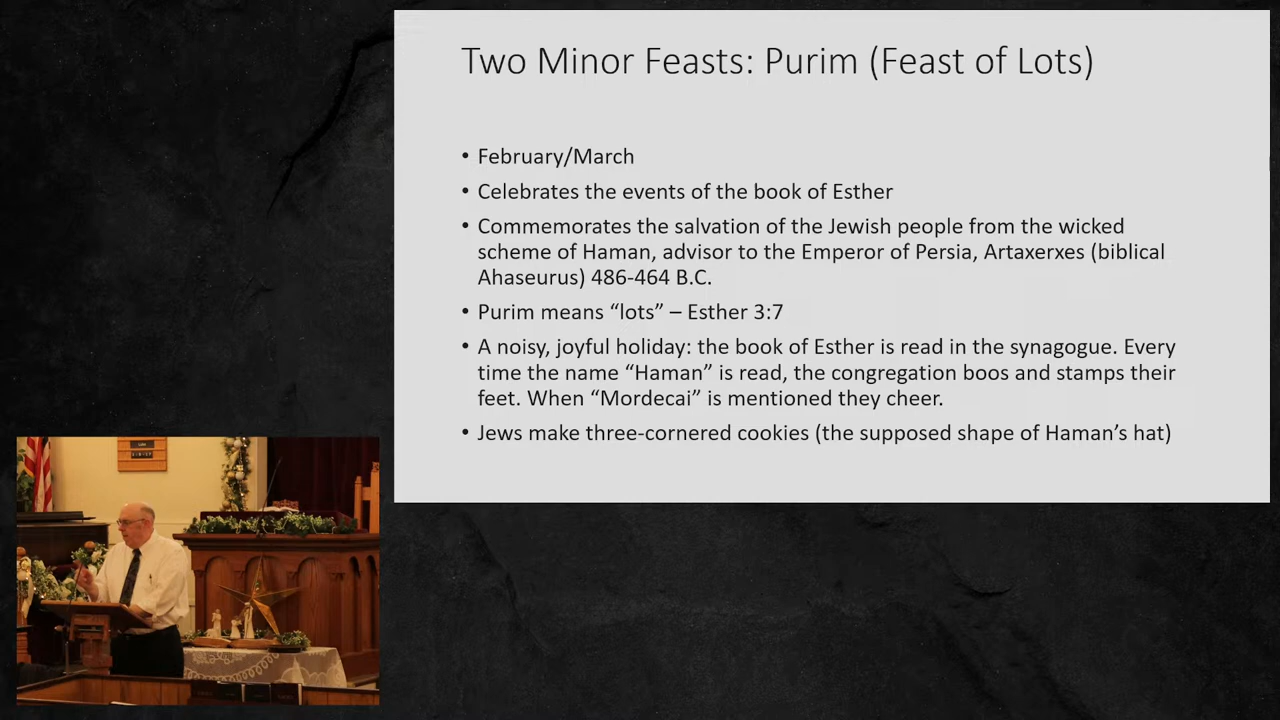 Two Minor Feasts: Purim (Feast of Lots)
• February/March
• Celebrates the events of the book of Esther
• Commemorates the salvation of the Jewish people from the wicked
scheme of Haman, advisor to the Emperor of Persia, Artaxerxes (biblical
Ahaseurus) 486-464 B.C.
• Purim means “lots” – Esther 3:7
• A noisy, joyful holiday: the book of Esther is read in the synagogue. Every
time the name “Haman” is read, the congregation boos and stamps their
feet. When “Mordecai” is mentioned they cheer.
• Jews make three-cornered cookies (the supposed shape of Haman’s hat)